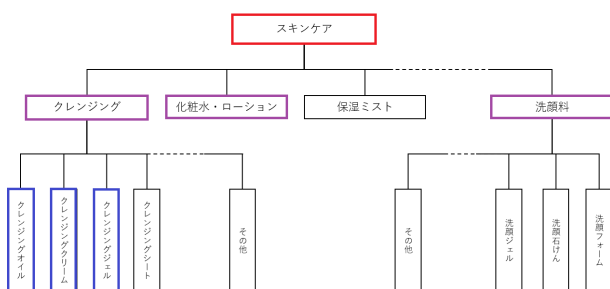 スキンケア
クレンジング
化粧水・ローション
保湿ミスト
洗顔料
クレンジングオイル
クレンジングクリーム
クレンジングジェル
クレンジングシート
その他
その他
洗顔ジェル
洗顔石けん
洗顔フォーム